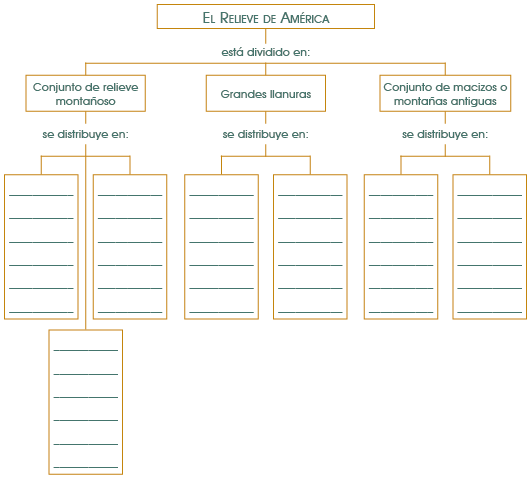 El Relieve de América
está dividido en:
Conjunto de relieve
montañoso
Grandes llanuras
Conjunto de macizos o
montañas antiguas
se distribuye en:
se distribuye en:
se distribuye en: